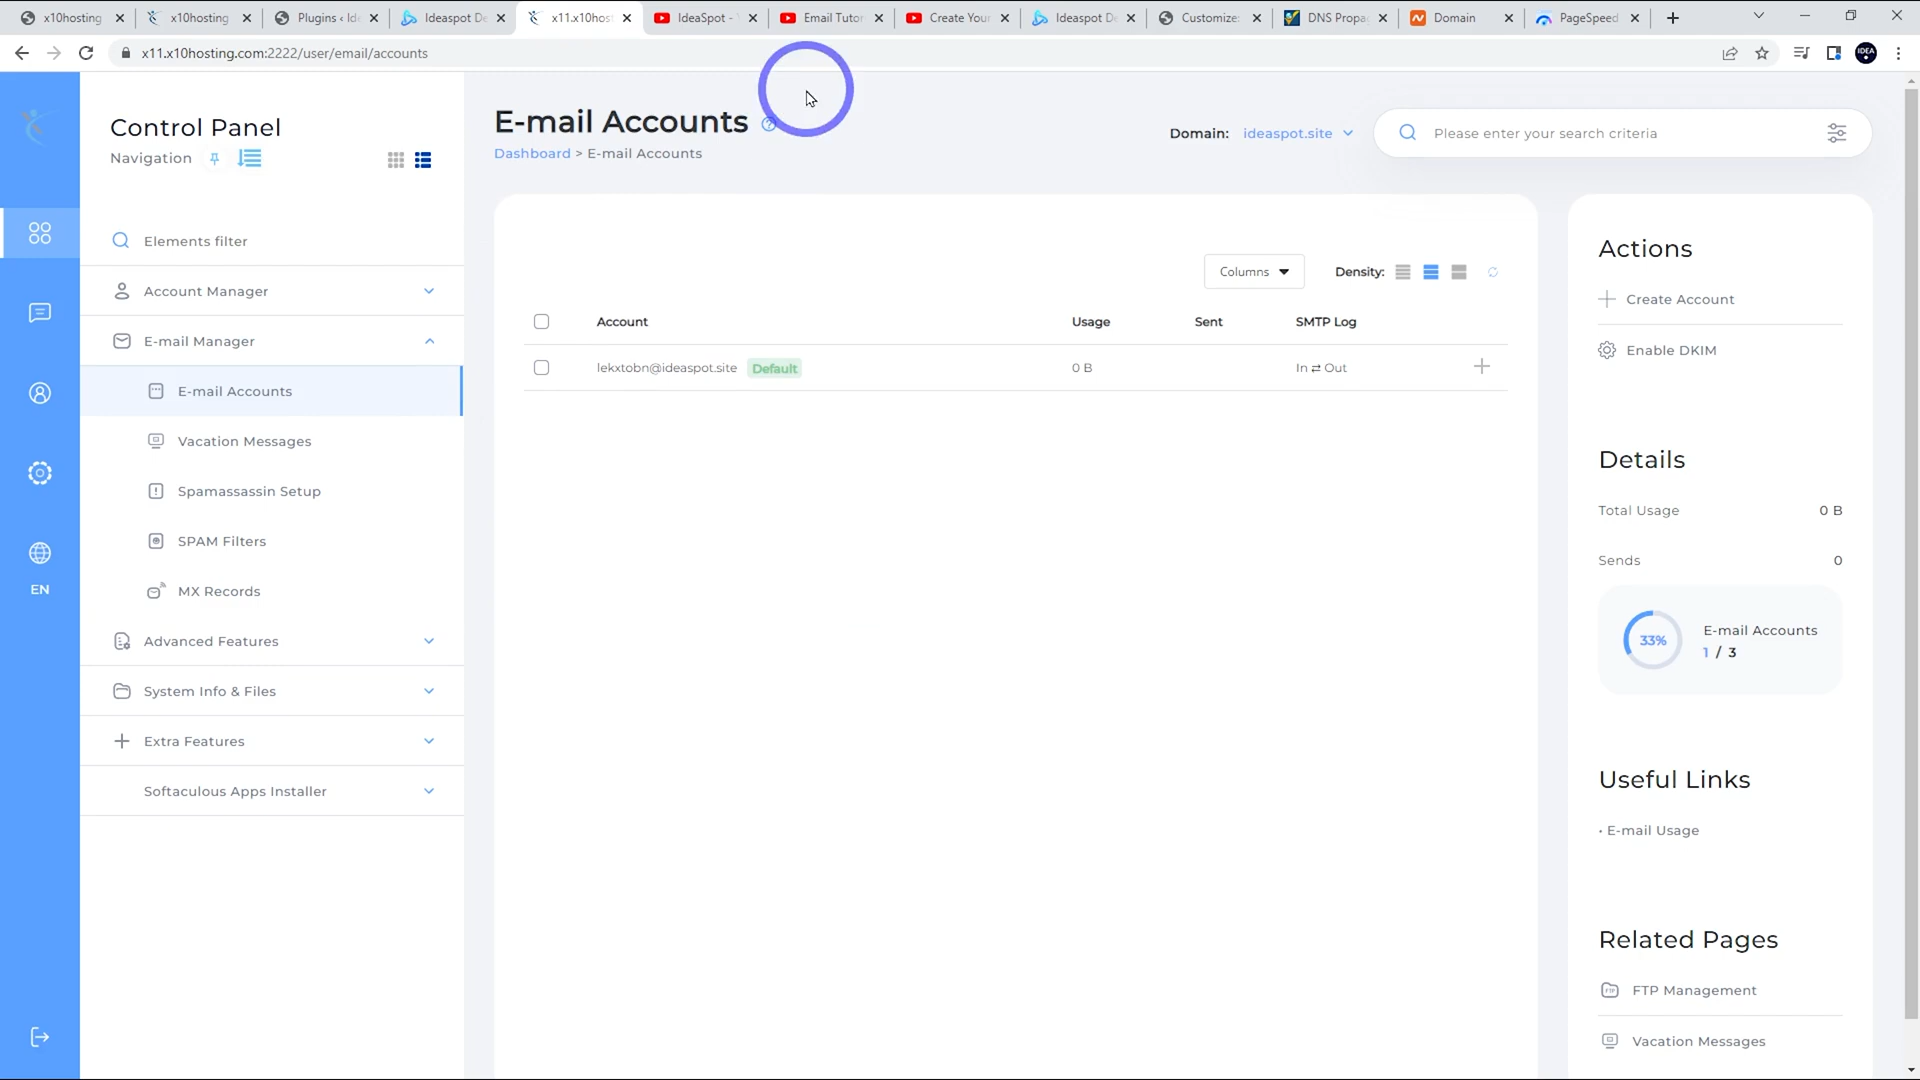 x10hosting
x10hosting
Plugins ‹ Ide
Ideaspot De
x11.x10hos
IdeaSpot -
Email Tutor
Create Your
Ideaspot De
Customize:
DNS Propa
Domain
PageSpeed
x11.x10hosting.com:2222/user/email/accounts
IDEA
Control Panel
Navigation
Elements filter
Account Manager
E-mail Manager
E-mail Accounts
Vacation Messages
Spamassassin Setup
SPAM Filters
MX Records
Advanced Features
System Info & Files
Extra Features
Softaculous Apps Installer
EN
E-mail Accounts
Dashboard > E-mail Accounts
Domain: ideaspot.site
Please enter your search criteria
Columns
Density:
Account Usage Sent SMTP Log
lekxtobn@ideaspot.site Default 0 B In ⇄ Out
Actions
Create Account
Enable DKIM
Details
Total Usage 0 B
Sends 0
33%
E-mail Accounts
1 / 3
Useful Links
• E-mail Usage
Related Pages
FTP Management
Vacation Messages